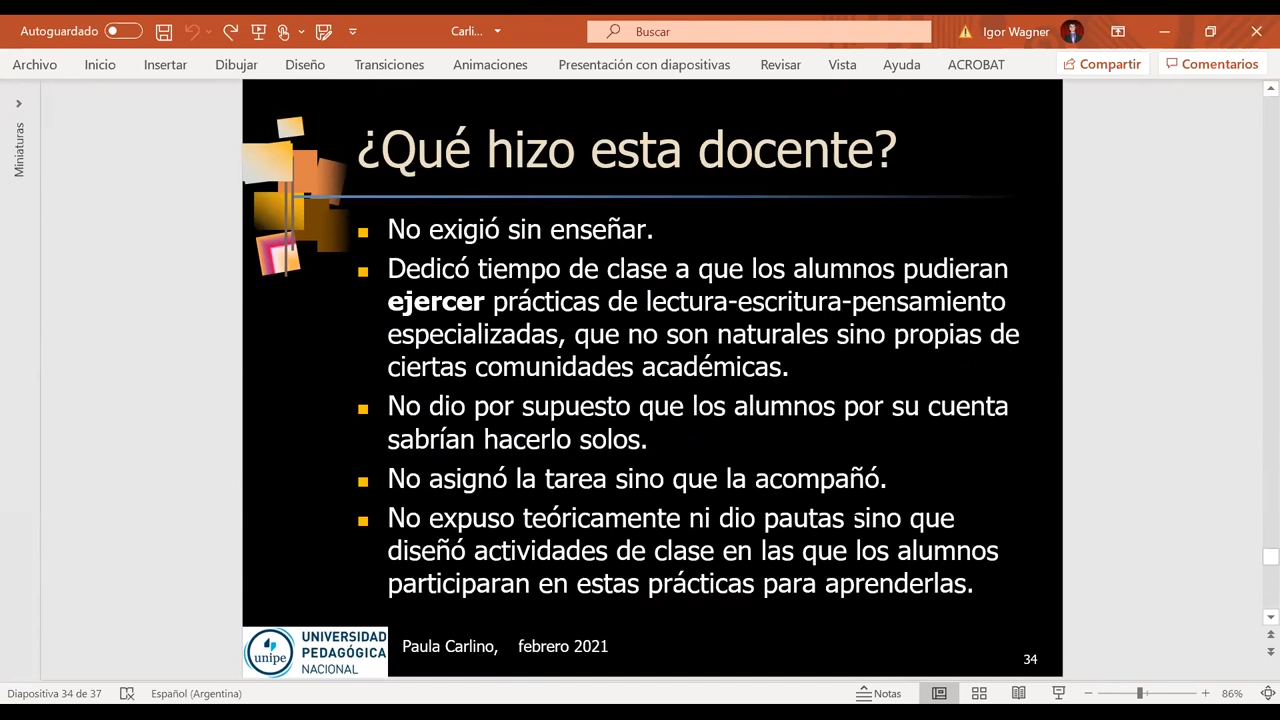 Autoguardado
Carli...
Buscar
Igor Wagner
Archivo Inicio Insertar Dibujar Diseño Transiciones Animaciones Presentación con diapositivas Revisar Vista Ayuda ACROBAT Compartir Comentarios
Miniaturas
¿Qué hizo esta docente?
No exigió sin enseñar.
Dedicó tiempo de clase a que los alumnos pudieran
ejercer prácticas de lectura-escritura-pensamiento
especializadas, que no son naturales sino propias de
ciertas comunidades académicas.
No dio por supuesto que los alumnos por su cuenta
sabrían hacerlo solos.
No asignó la tarea sino que la acompañó.
No expuso teóricamente ni dio pautas sino que
diseñó actividades de clase en las que los alumnos
participaran en estas prácticas para aprenderlas.
unipe
UNIVERSIDAD
PEDAGÓGICA
NACIONAL
Paula Carlino, febrero 2021
34
Diapositiva 34 de 37 Español (Argentina) Notas 86%